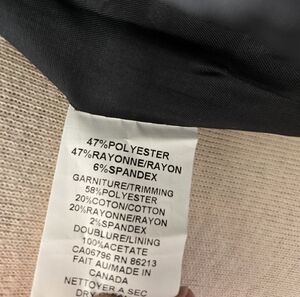 47%POLYESTER
47%RAYONNE/RAYON
6%SPANDEX
GARNITURE/TRIMMING
58%POLYESTER
20%COTON/COTTON
20%RAYONNE/RAYON
2%SPANDEX
DOUBLURE/LINING
100%ACETATE
CA06796 RN 86213
FAIT AU/MADE IN
CANADA
NETTOYER A SEC
DRY